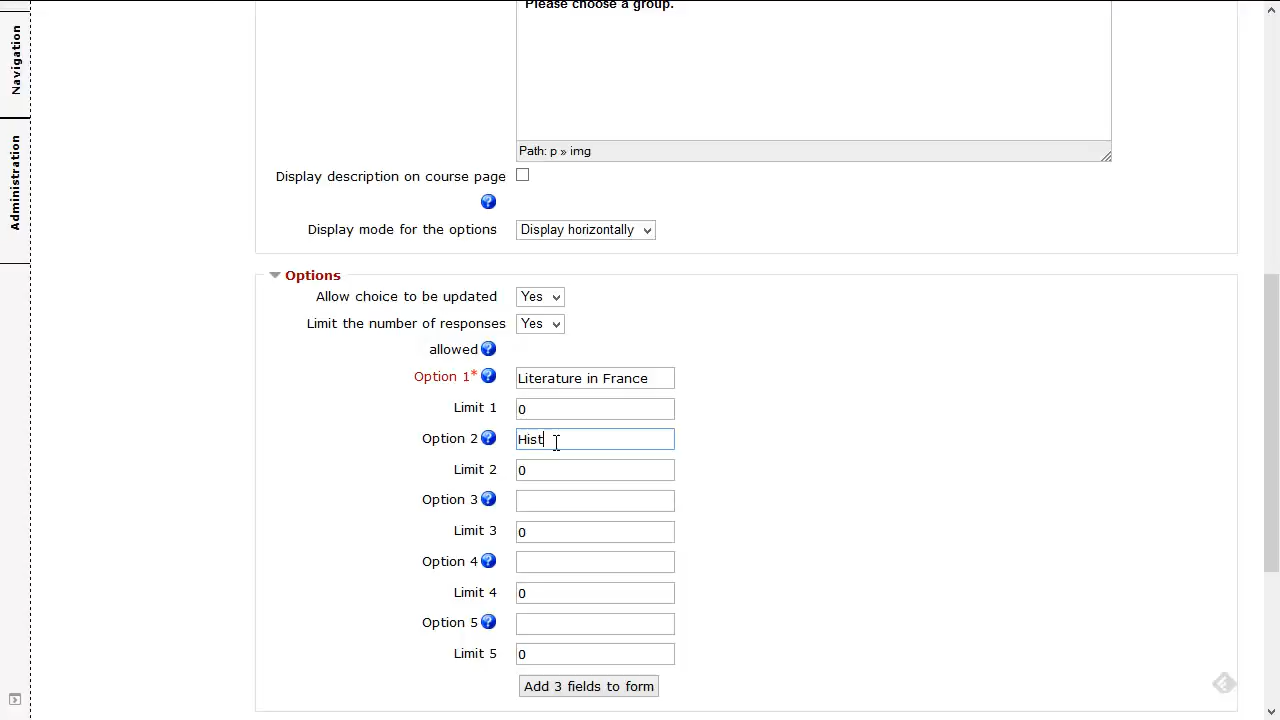 Please choose a group.
Navigation
Administration
Path: p » img
Display description on course page
?
Display mode for the options
Display horizontally
Options
Allow choice to be updated Yes
Limit the number of responses Yes
allowed ?
Option 1* ? Literature in France
Limit 1 0
Option 2 ? Hist
Limit 2 0
Option 3 ?
Limit 3 0
Option 4 ?
Limit 4 0
Option 5 ?
Limit 5 0
Add 3 fields to form